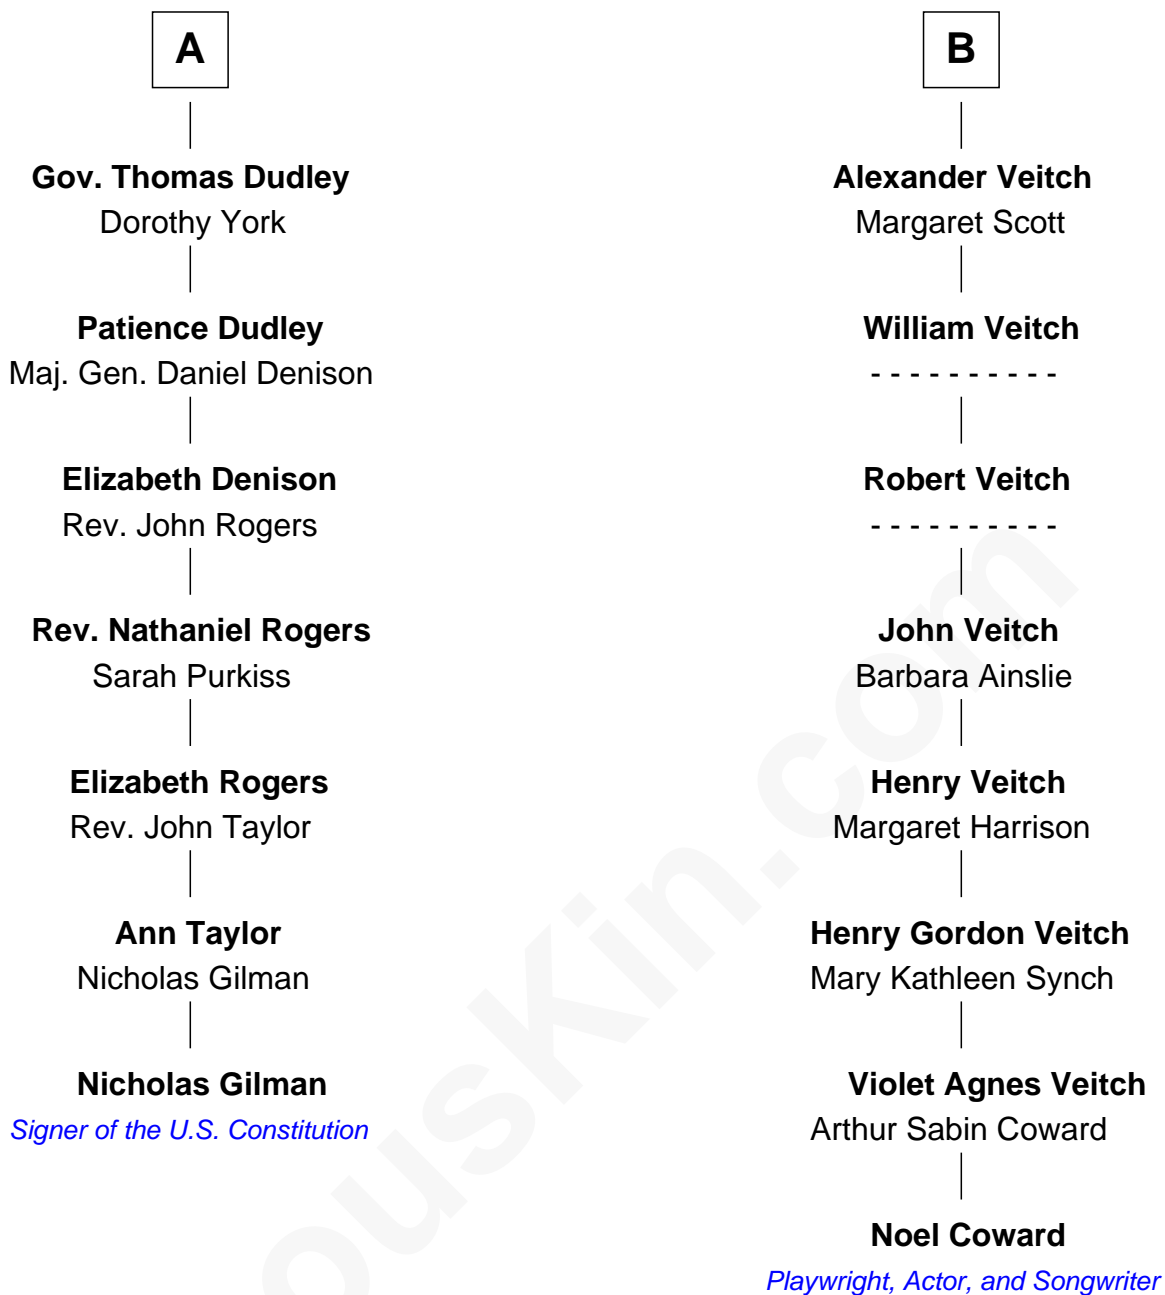 A
Gov. Thomas Dudley
Dorothy York
Patience Dudley
Maj. Gen. Daniel Denison
Elizabeth Denison
Rev. John Rogers
Rev. Nathaniel Rogers
Sarah Purkiss
Elizabeth Rogers
Rev. John Taylor
Ann Taylor
Nicholas Gilman
Nicholas Gilman
Signer of the U.S. Constitution
B
Alexander Veitch
Margaret Scott
William Veitch
- - - - - - - - - -
Robert Veitch
- - - - - - - - - -
John Veitch
Barbara Ainslie
Henry Veitch
Margaret Harrison
Henry Gordon Veitch
Mary Kathleen Synch
Violet Agnes Veitch
Arthur Sabin Coward
Noel Coward
Playwright, Actor, and Songwriter
ousKin.com